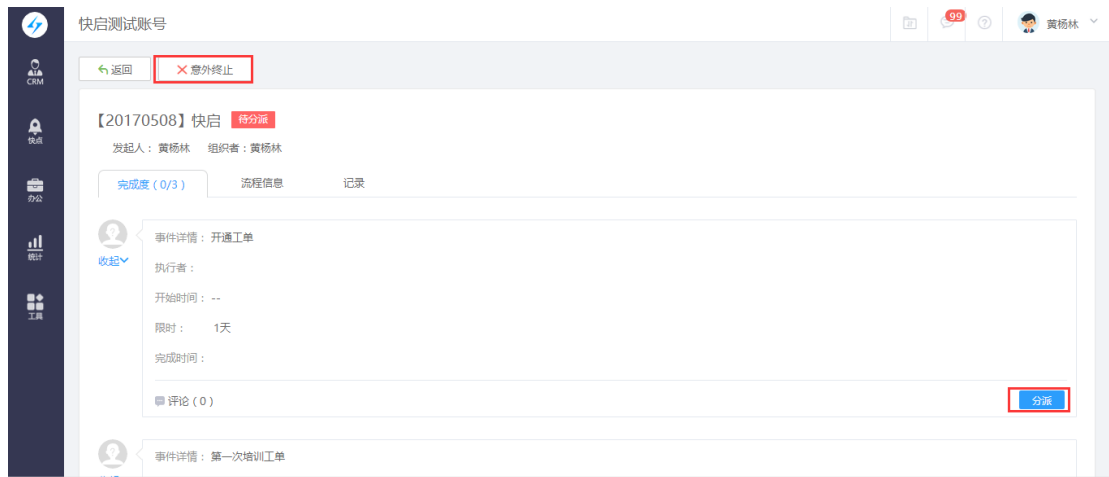 快启测试账号
99
黄杨林
CRM
快点
办公
统计
工具
返回
意外终止
【20170508】快启 待分派
发起人： 黄杨林 组织者：黄杨林
完成度（0/3） 流程信息 记录
收起
事件详情： 开通工单
执行者：
开始时间： --
限时： 1天
完成时间：
评论（0）
分派
事件详情： 第一次培训工单